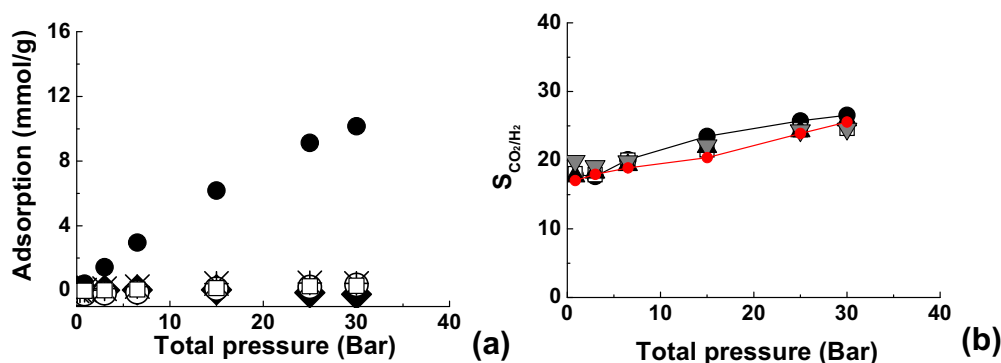 16
12
8
4
0
Adsorption (mmol/g)
0 10 20 30 40
Total pressure (Bar)
(a)
40
30
20
10
0
S_CO₂/H₂
0 10 20 30 40
Total pressure (Bar)
(b)